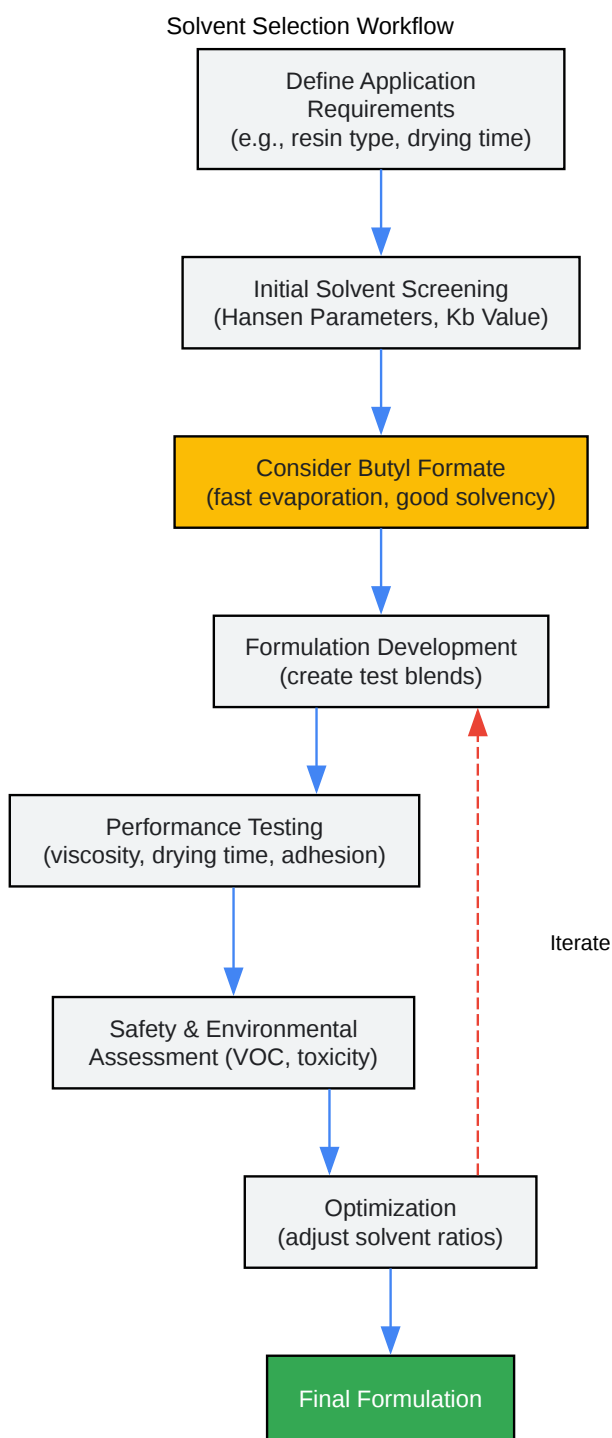 Solvent Selection Workflow
Define Application
Requirements
(e.g., resin type, drying time)
Initial Solvent Screening
(Hansen Parameters, Kb Value)
Consider Butyl Formate
(fast evaporation, good solvency)
Formulation Development
(create test blends)
Performance Testing
(viscosity, drying time, adhesion)
Iterate
Safety & Environmental
Assessment (VOC, toxicity)
Optimization
(adjust solvent ratios)
Final Formulation